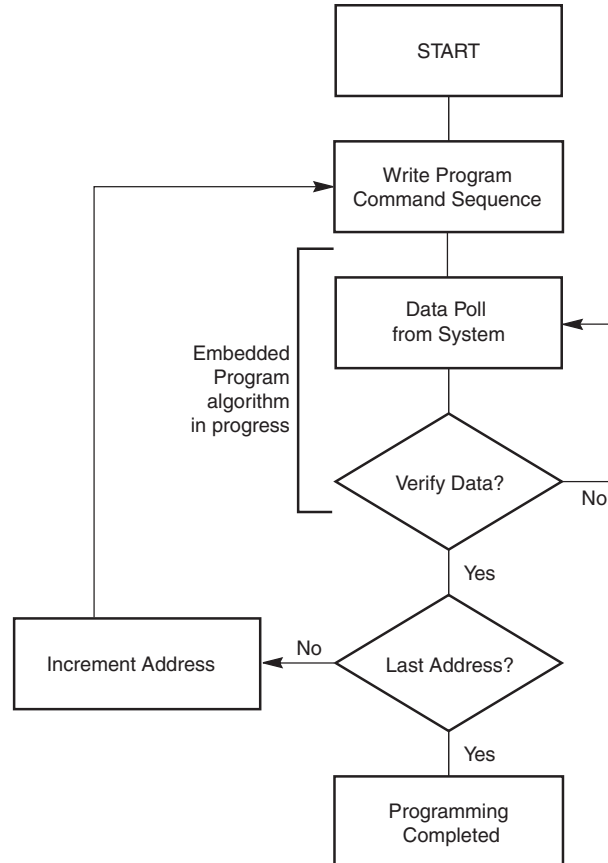 START
Write Program
Command Sequence
Data Poll
from System
Embedded
Program
algorithm
in progress
Verify Data?
No
Yes
Increment Address
No
Last Address?
Yes
Programming
Completed